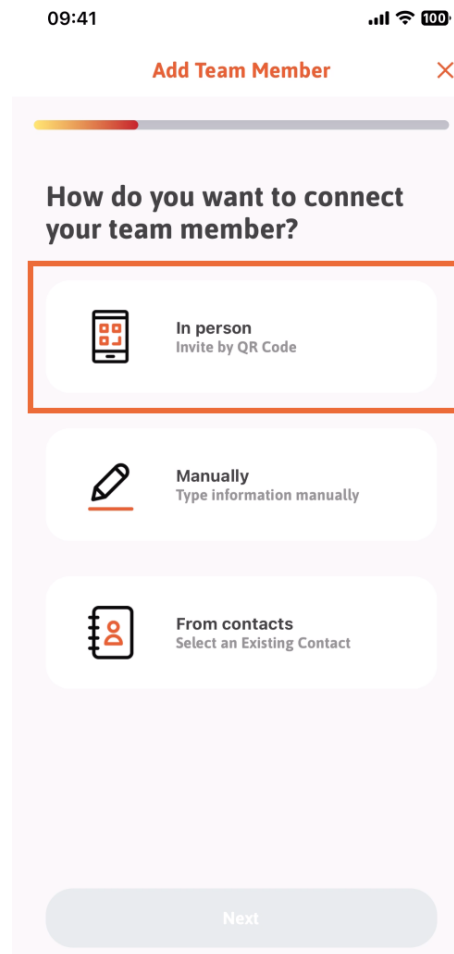 09:41
100
Add Team Member
How do you want to connect
your team member?
In person
Invite by QR Code
Manually
Type information manually
From contacts
Select an Existing Contact
Next